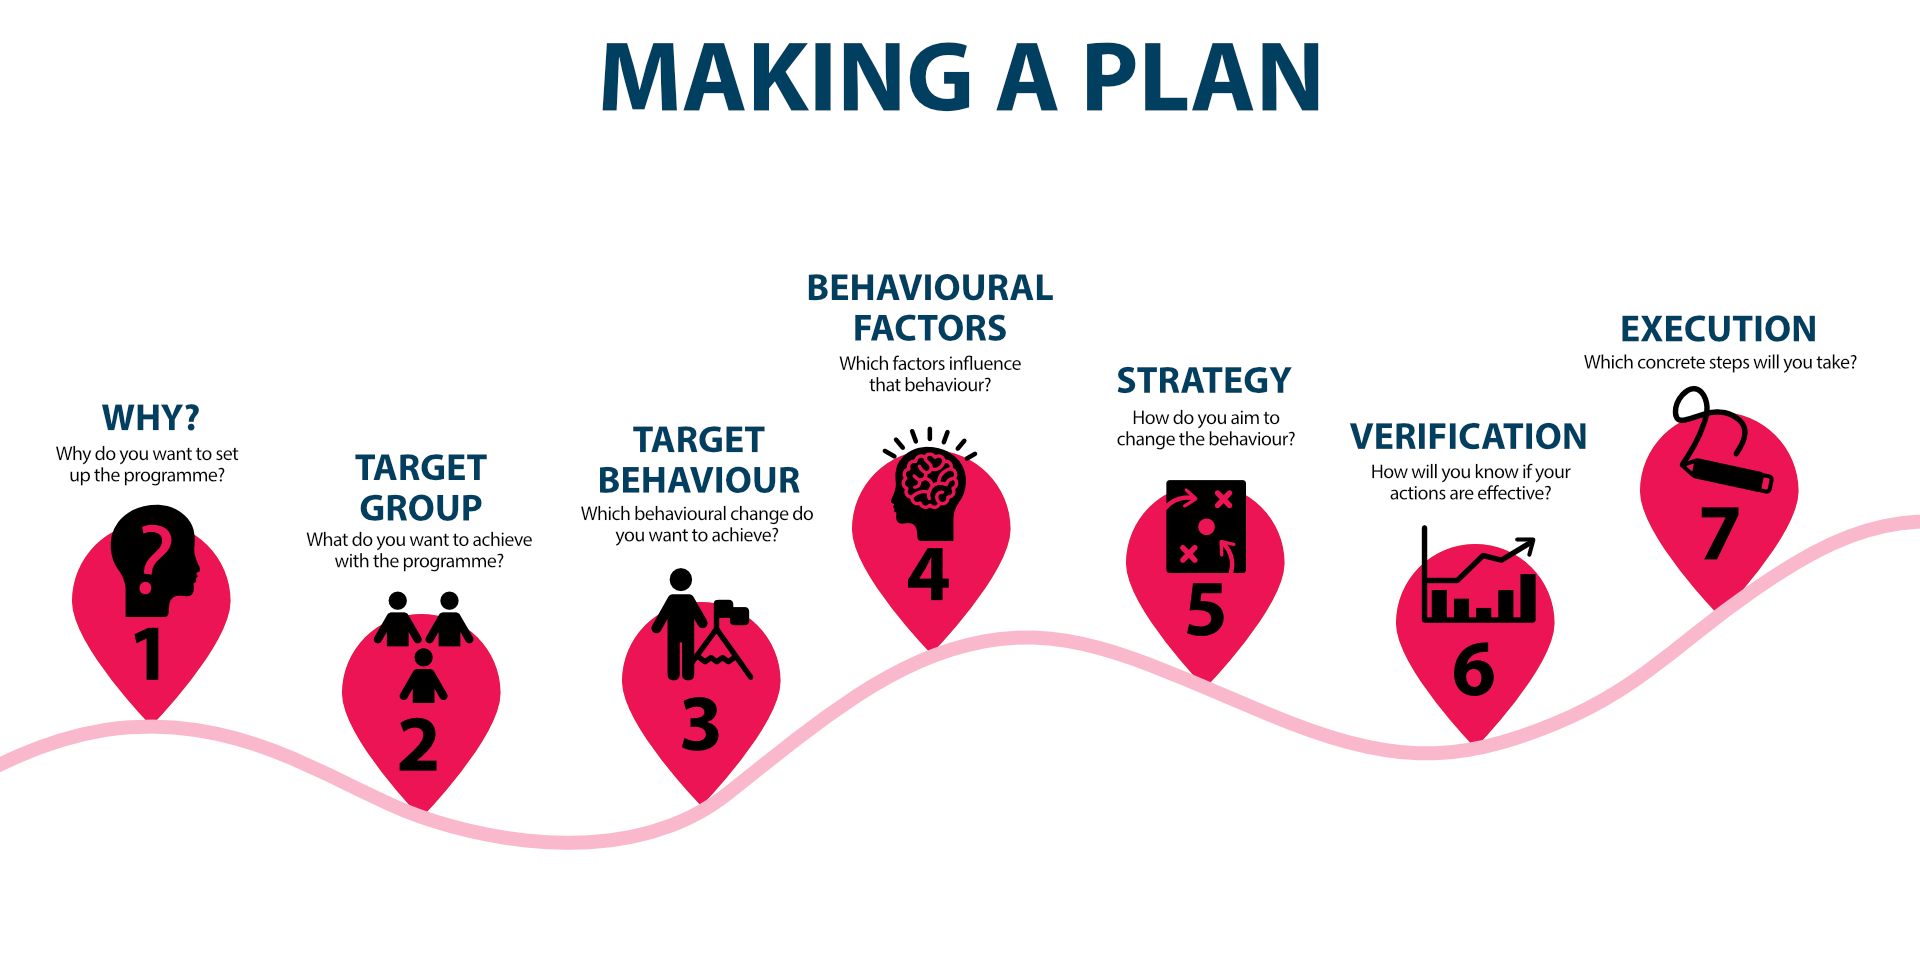 MAKING A PLAN
WHY?
Why do you want to set
up the programme?
1
TARGET
GROUP
What do you want to achieve
with the programme?
2
TARGET
BEHAVIOUR
Which behavioural change do
you want to achieve?
3
BEHAVIOURAL
FACTORS
Which factors influence
that behaviour?
4
STRATEGY
How do you aim to
change the behaviour?
5
VERIFICATION
How will you know if your
actions are effective?
6
EXECUTION
Which concrete steps will you take?
7